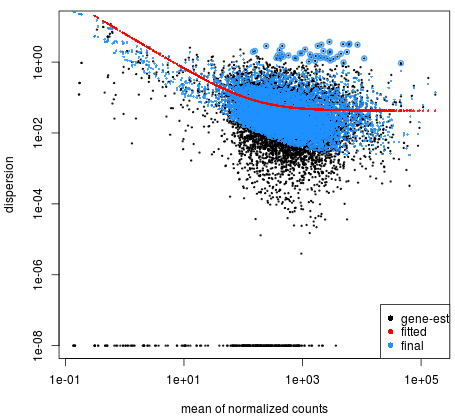 1e+00
1e-02
1e-04
1e-06
1e-08
dispersion
gene-est
fitted
final
1e-01
1e+01
1e+03
1e+05
mean of normalized counts